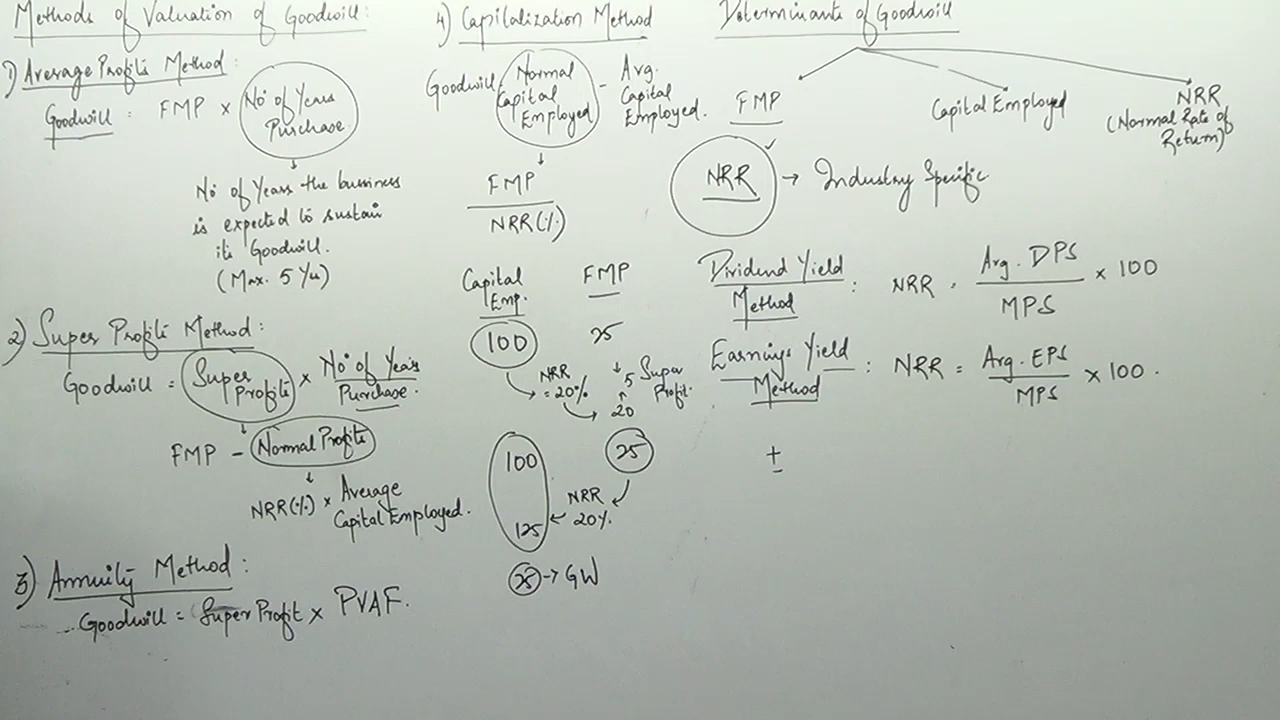 Methods of Valuation of Goodwill:
1) Average Profits Method:
Goodwill: FMP × No of Years
Purchase
No of Years the bussiness
is expected to sustain
its Goodwill.
(Max. 5 Yrs)
2) Super Profits Method:
Goodwill = Super
Profits × No of Years
Purchase.
FMP - Normal Profits
NRR(%) × Average
Capital Employed.
3) Annuity Method:
Goodwill = Super Profit × PVAF.
4) Capitalization Method
Goodwill Normal
Capital
Employed - Avg.
Capital
Employed.
FMP
NRR(%)
Capital
Emp. FMP
100 25
NRR
= 20% 5 Super
Profit.
20
100 25
NRR
20%.
125
25 → GW
Determinants of Goodwill
FMP Capital Employed NRR
(Normal Rate of
Return)
NRR → Industry Specific
Dividend Yield
Method : NRR = Avg. DPS
MPS × 100
Earnings Yield
Method : NRR = Avg. EPS
MPS × 100.
+